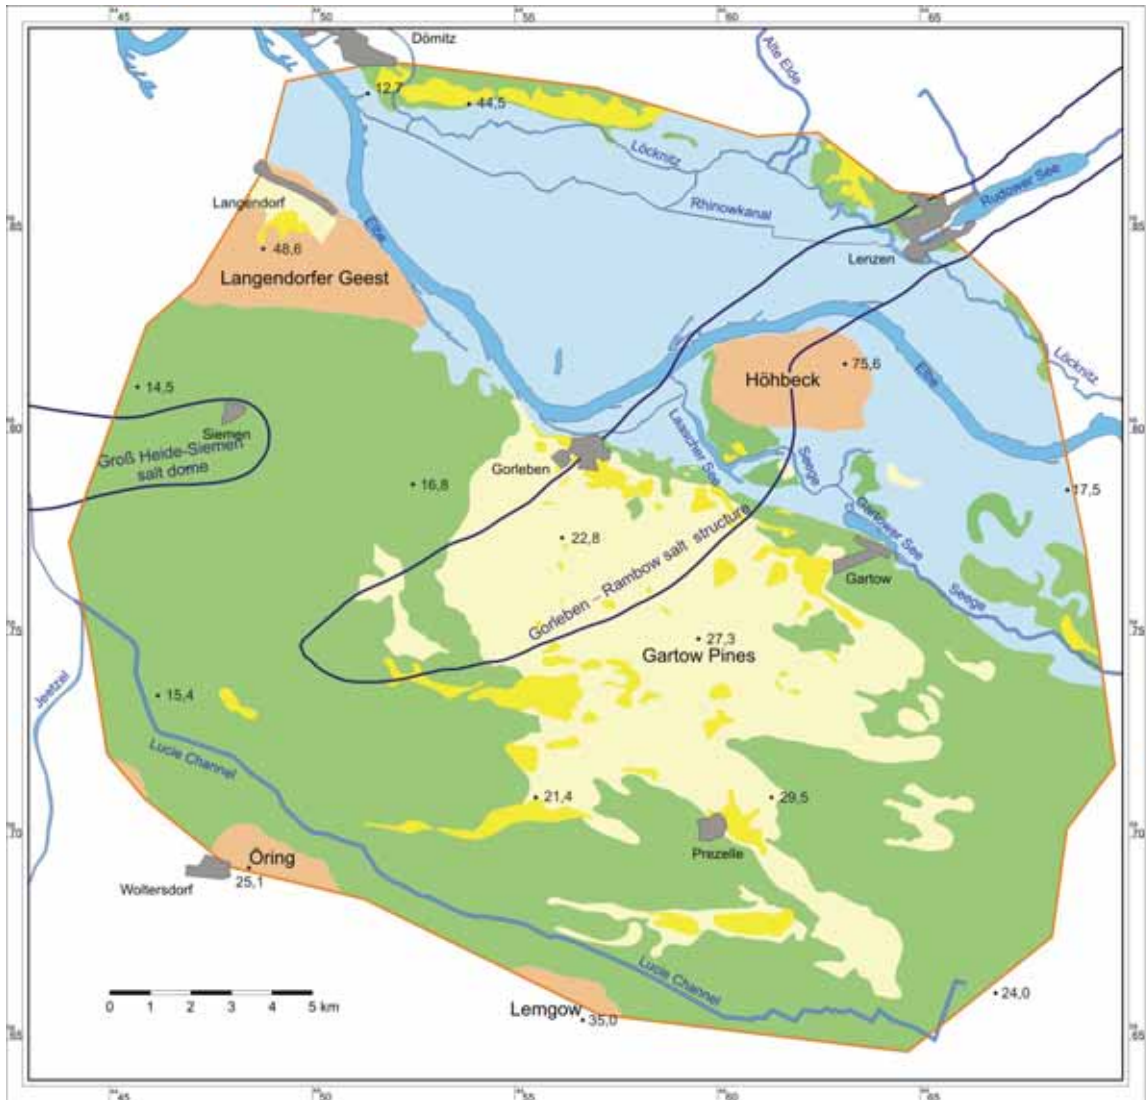 45
50
55
60
65
Dömitz
Alte Elde
12,7
44,5
Löcknitz
Rudower See
Langendorf
Rhinowkanal
85
85
Elbe
Lenzen
48,6
Langendorfer Geest
Elbe
75,6
Höhbeck
Löcknitz
14,5
80
80
Siemen
Groß Heide-Siemen
salt dome
Laascher See
Seege
Gorleben
16,8
17,5
Gartower See
22,8
Gorleben – Rambow salt structure
Gartow
Seege
75
75
27,3
Gartow Pines
Jeetzel
15,4
Lucie Channel
21,4
29,5
70
70
Prezelle
Öring
Woltersdorf
25,1
Lucie Channel
0 1 2 3 4 5 km
24,0
Lemgow
35,0
65
65
45
50
55
60
65